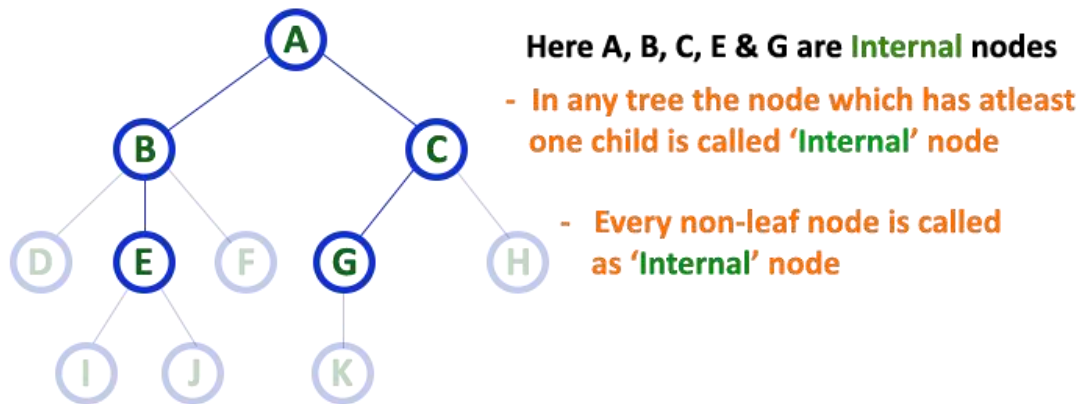 A
Here A, B, C, E & G are Internal nodes
- In any tree the node which has atleast
one child is called ‘Internal’ node
B
C
- Every non-leaf node is called
as ‘Internal’ node
D
E
F
G
H
I
J
K